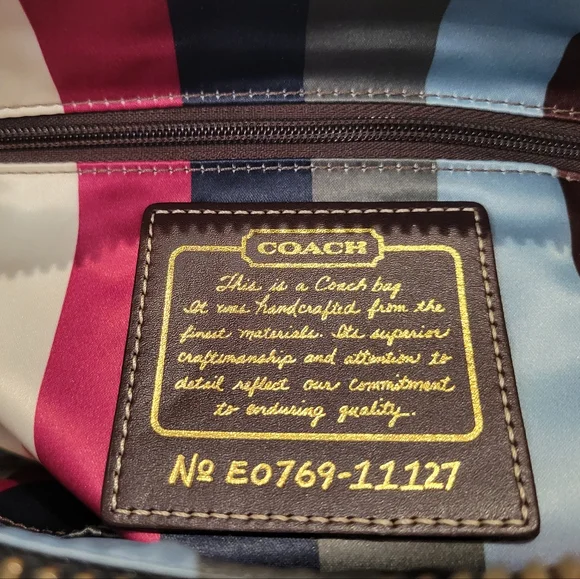 COACH
This is a Coach bag
It was handcrafted from the
finest materials. Its superior
craftsmanship and attention to
detail reflect our commitment
to enduring quality.
Nº E0769-11127